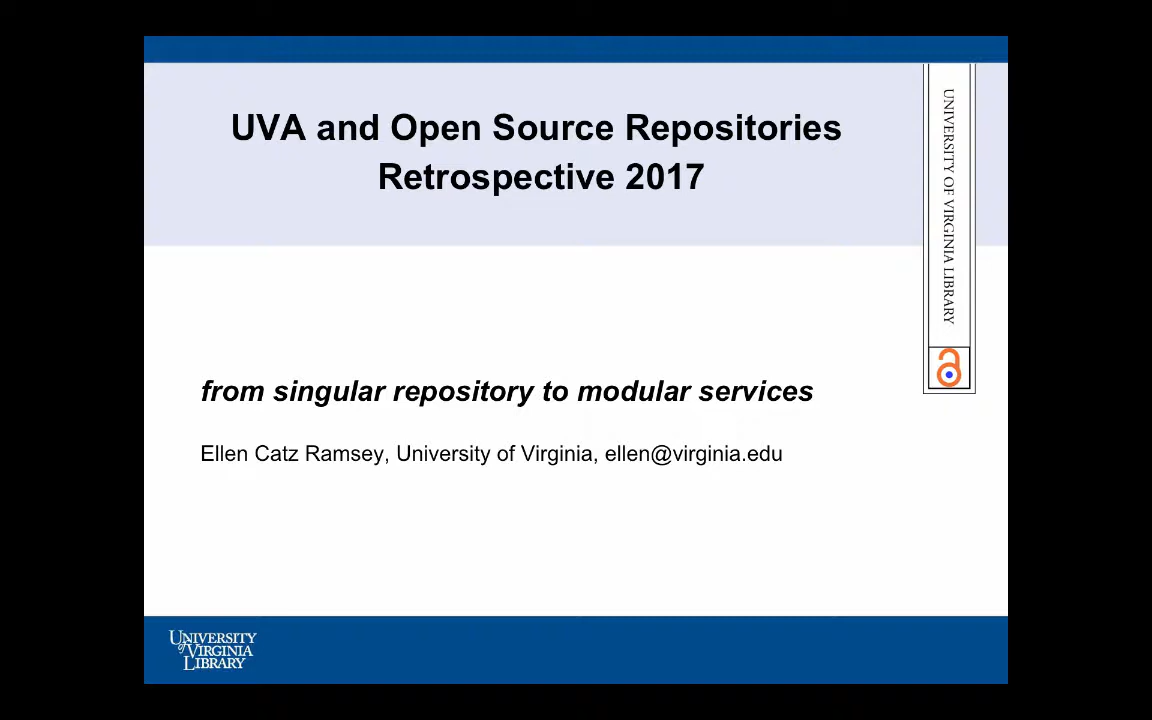 UVA and Open Source Repositories
Retrospective 2017
UNIVERSITY OF VIRGINIA LIBRARY
from singular repository to modular services
Ellen Catz Ramsey, University of Virginia, ellen@virginia.edu
UNIVERSITY
of VIRGINIA
LIBRARY